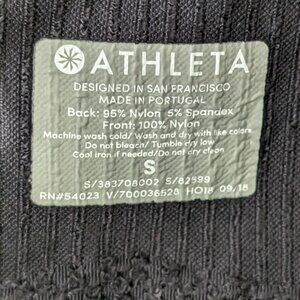 ATHLETA
DESIGNED IN SAN FRANCISCO
MADE IN PORTUGAL
Back: 95% Nylon 5% Spandex
Front: 100% Nylon
Machine wash cold/ Wash and dry with like colors
Do not bleach/ Tumble dry low
Cool iron if needed/Do not dry clean
S
S/383708002 S/82599
RN#54023 V/700036528 HO18 09/18